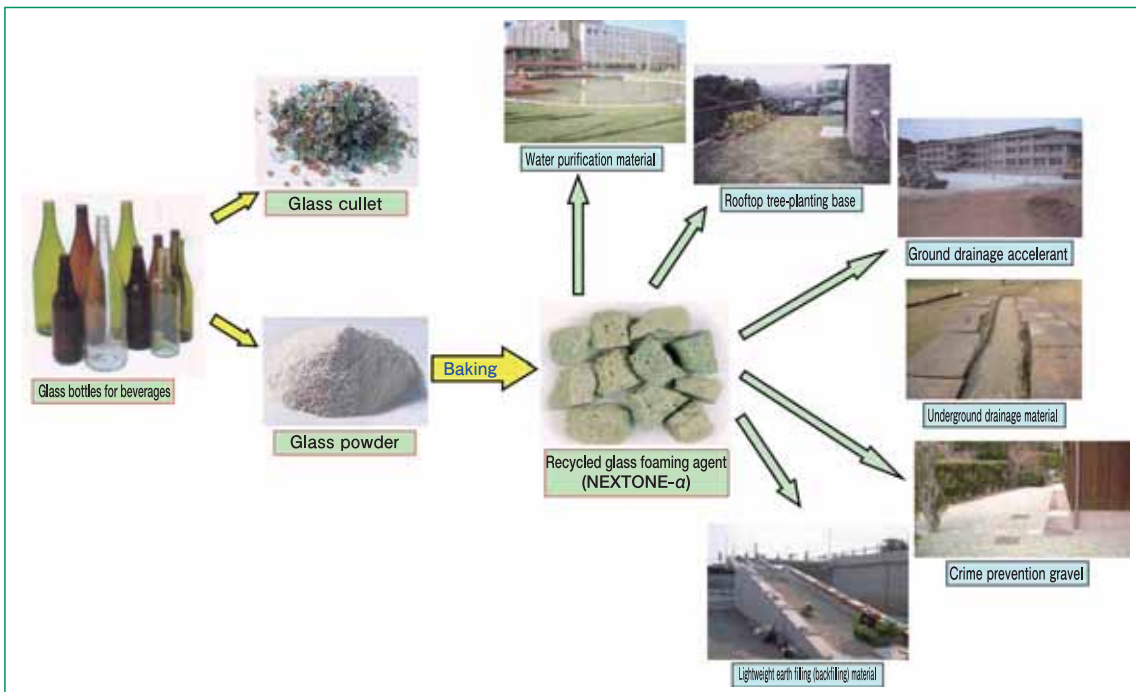 Water purification material
Rooftop tree-planting base
Glass cullet
Ground drainage accelerant
Baking
Glass bottles for beverages
Underground drainage material
Glass powder
Recycled glass foaming agent
(NEXTONE-α)
Crime prevention gravel
Lightweight earth filling (backfilling) material